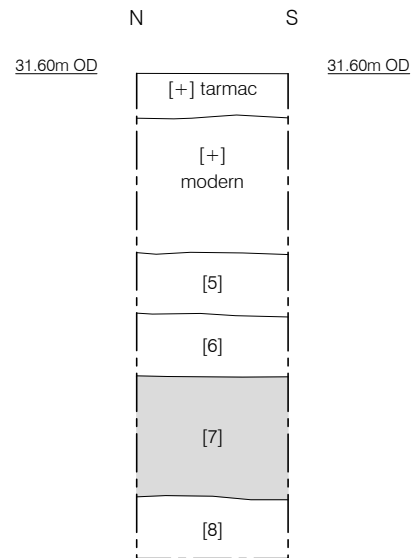 N S
31.60m OD 31.60m OD
[+] tarmac
[+]
modern
[5]
[6]
[7]
[8]